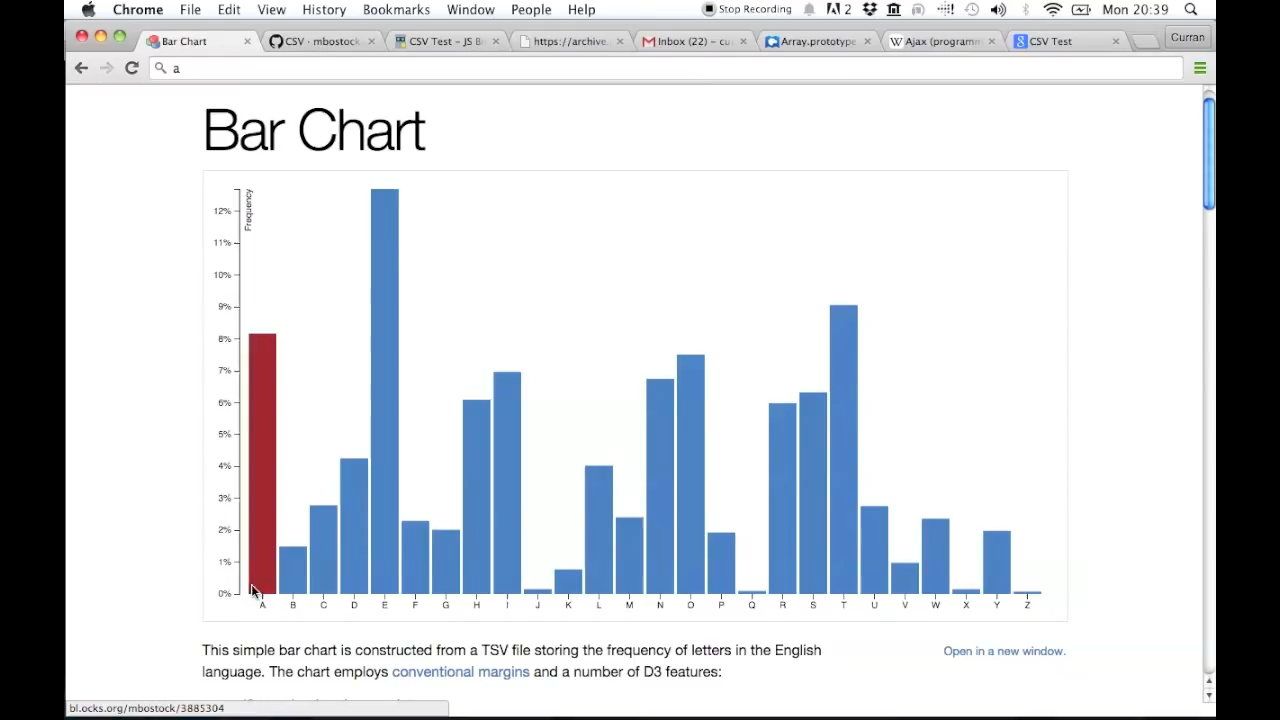 Chrome File Edit View History Bookmarks Window People Help Stop Recording 2 Mon 20:39
Bar Chart CSV · mbostock CSV Test – JS B https://archive. Inbox (22) – cu Array.prototype Ajax (program CSV Test Curran
a
Bar Chart
Frequency
12%
11%
10%
9%
8%
7%
6%
5%
4%
3%
2%
1%
0%
A B C D E F G H I J K L M N O P Q R S T U V W X Y Z
This simple bar chart is constructed from a TSV file storing the frequency of letters in the English
Open in a new window.
language. The chart employs conventional margins and a number of D3 features:
bl.ocks.org/mbostock/3885304